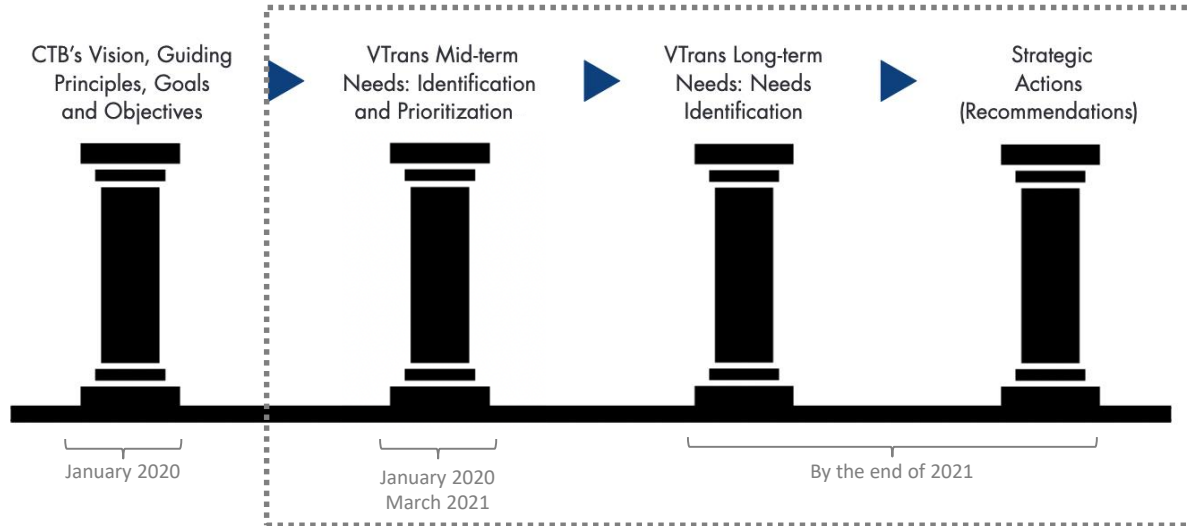 CTB's Vision, Guiding
Principles, Goals
and Objectives
VTrans Mid-term
Needs: Identification
and Prioritization
VTrans Long-term
Needs: Needs
Identification
Strategic
Actions
(Recommendations)
January 2020
January 2020
March 2021
By the end of 2021